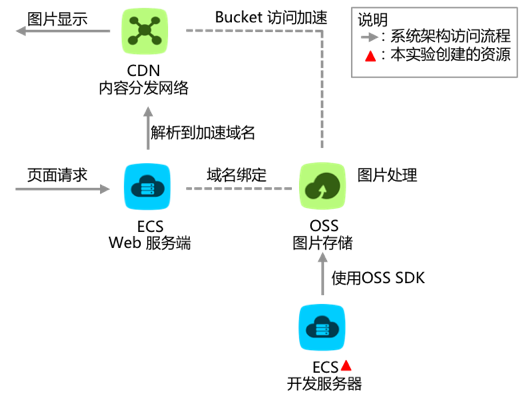 图片显示
Bucket 访问加速
说明
：系统架构访问流程
：本实验创建的资源
CDN
内容分发网络
解析到加速域名
页面请求
域名绑定
图片处理
ECS
Web 服务端
OSS
图片存储
使用OSS SDK
ECS
开发服务器